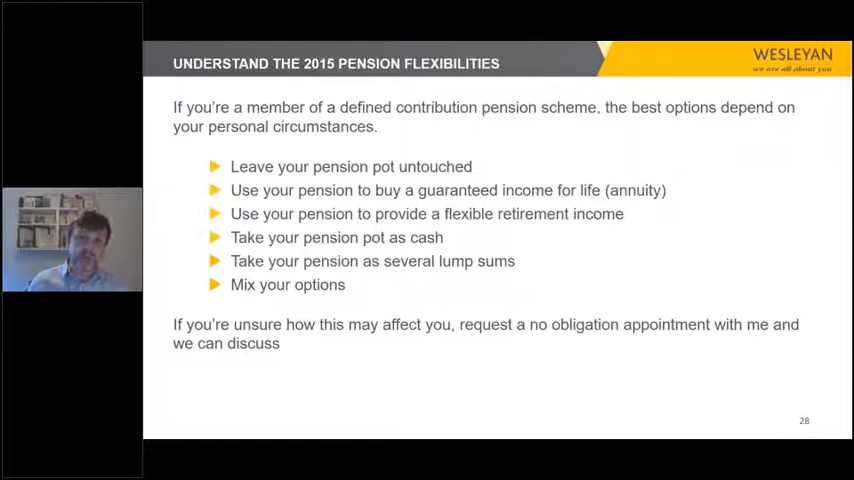 UNDERSTAND THE 2015 PENSION FLEXIBILITIES
WESLEYAN
we are all about you
If you're a member of a defined contribution pension scheme, the best options depend on
your personal circumstances.
Leave your pension pot untouched
Use your pension to buy a guaranteed income for life (annuity)
Use your pension to provide a flexible retirement income
Take your pension pot as cash
Take your pension as several lump sums
Mix your options
If you're unsure how this may affect you, request a no obligation appointment with me and
we can discuss
28